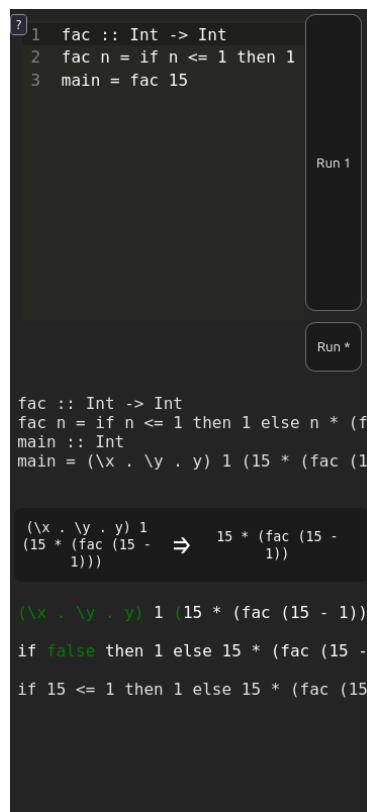 ?
1 fac :: Int -> Int
2 fac n = if n <= 1 then 1
3 main = fac 15
Run 1
Run *
fac :: Int -> Int
fac n = if n <= 1 then 1 else n * (f
main :: Int
main = (\x . \y . y) 1 (15 * (fac (1
(\x . \y . y) 1
(15 * (fac (15 -
1)))
⇒
15 * (fac (15 -
1))
(\x . \y . y) 1 (15 * (fac (15 - 1))
if false then 1 else 15 * (fac (15 -
if 15 <= 1 then 1 else 15 * (fac (15